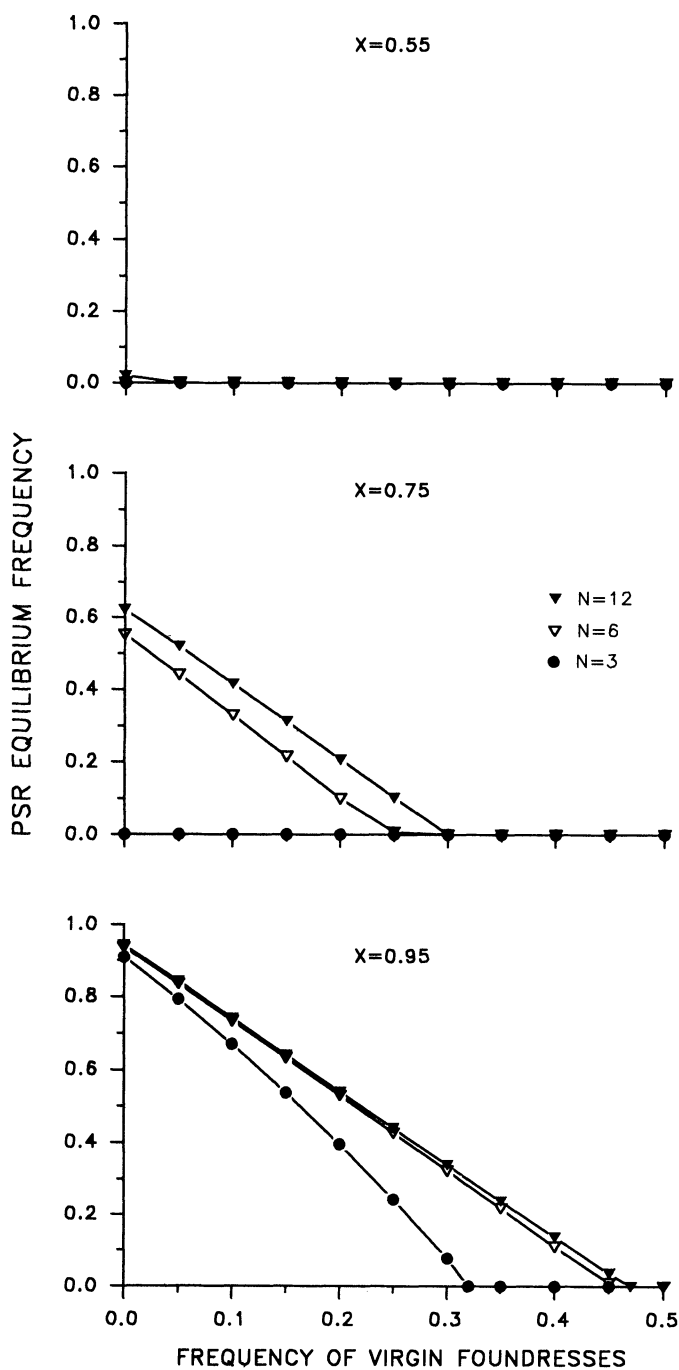 X=0.55
1.0
0.8
0.6
0.4
0.2
0.0
X=0.75
1.0
0.8
0.6
0.4
0.2
0.0
N=12
N=6
N=3
PSR EQUILIBRIUM FREQUENCY
X=0.95
1.0
0.8
0.6
0.4
0.2
0.0
0.0 0.1 0.2 0.3 0.4 0.5
FREQUENCY OF VIRGIN FOUNDRESSES